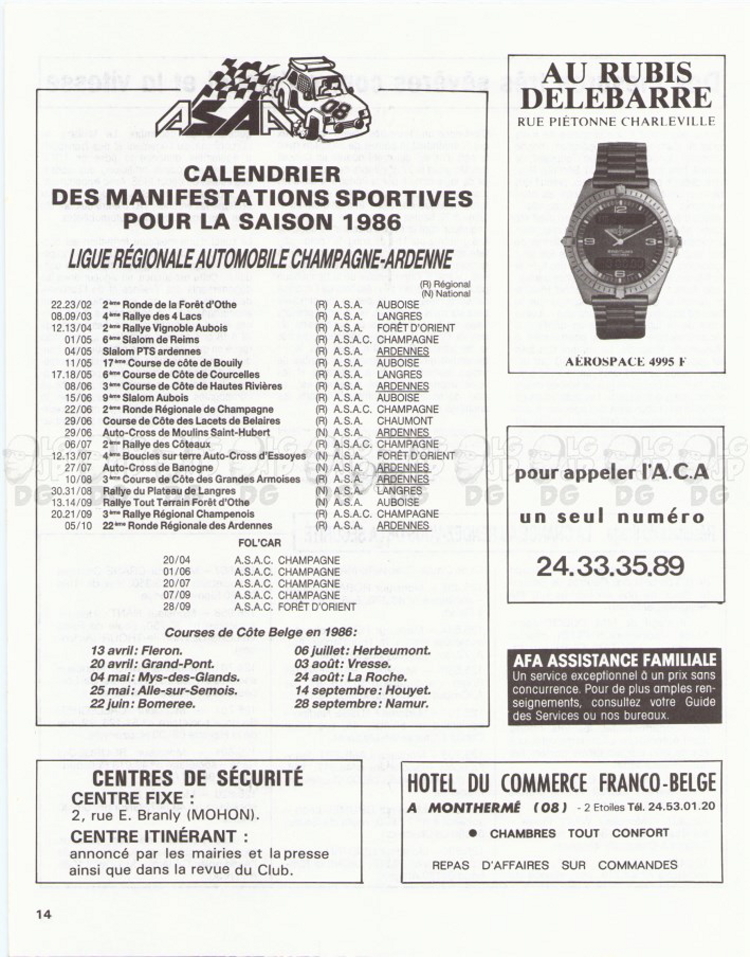 ASAA
08
CALENDRIER
DES MANIFESTATIONS SPORTIVES
POUR LA SAISON 1986
LIGUE RÉGIONALE AUTOMOBILE CHAMPAGNE-ARDENNE
(R) Régional
(N) National
22.23/02 2ème Ronde de la Forêt d'Othe (R) A.S.A. AUBOISE
08.09/03 4ème Rallye des 4 Lacs (R) A.S.A. LANGRES
12.13/04 2ème Rallye Vignoble Aubois (R) A.S.A. FORÊT D'ORIENT
01/05 6ème Slalom de Reims (R) A.S.A.C. CHAMPAGNE
04/05 Slalom PTS ardennes (R) A.S.A. ARDENNES
11/05 17ème Course de côte de Bouily (R) A.S.A. AUBOISE
17.18/05 6ème Course de Côte de Courcelles (R) A.S.A. LANGRES
08/06 3ème Course de Côte de Hautes Rivières (R) A.S.A. ARDENNES
15/06 9ème Slalom Aubois (R) A.S.A. AUBOISE
22/06 2ème Ronde Régionale de Champagne (R) A.S.A.C. CHAMPAGNE
29/06 Course de Côte des Lacets de Belaires (R) A.S.A. CHAUMONT
29/06 Auto-Cross de Moulins Saint-Hubert (N) A.S.A. ARDENNES
06/07 2ème Rallye des Côteaux (R) A.S.A.C. CHAMPAGNE
12.13/07 4ème Boucles sur terre Auto-Cross d'Essoyes (N) A.S.A. FORÊT D'ORIENT
27/07 Auto-Cross de Banogne (N) A.S.A. ARDENNES
10/08 3ème Course de Côte des Grandes Armoises (R) A.S.A. ARDENNES
30.31/08 Rallye du Plateau de Langres (N) A.S.A. LANGRES
13.14/09 Rallye Tout Terrain Forêt d'Othe (N) A.S.A. AUBOISE
20.21/09 3ème Rallye Régional Champenois (R) A.S.A.C. CHAMPAGNE
05/10 22ème Ronde Régionale des Ardennes (R) A.S.A. ARDENNES
FOL'CAR
20/04 A.S.A.C. CHAMPAGNE
01/06 A.S.A.C. CHAMPAGNE
20/07 A.S.A.C. CHAMPAGNE
07/09 A.S.A.C. CHAMPAGNE
28/09 A.S.A.C. FORÊT D'ORIENT
Courses de Côte Belge en 1986 :
13 avril : Fleron.
20 avril : Grand-Pont.
04 mai : Mys-des-Glands.
25 mai : Alle-sur-Semois.
22 juin : Bomeree.
06 juillet : Herbeumont.
03 août : Vresse.
24 août : La Roche.
14 septembre : Houyet.
28 septembre : Namur.
AU RUBIS
DELEBARRE
RUE PIÉTONNE CHARLEVILLE
AÉROSPACE 4995 F
pour appeler l'A.C.A
un seul numéro
24.33.35.89
AFA ASSISTANCE FAMILIALE
Un service exceptionnel à un prix sans
concurrence. Pour de plus amples ren-
seignements, consultez votre Guide
des Services ou nos bureaux.
CENTRES DE SÉCURITÉ
CENTRE FIXE :
2, rue E. Branly (MOHON).
CENTRE ITINÉRANT :
annoncé par les mairies et la presse
ainsi que dans la revue du Club.
HOTEL DU COMMERCE FRANCO-BELGE
A MONTHERMÉ (08) - 2 Etoiles Tél. 24.53.01.20
● CHAMBRES TOUT CONFORT
REPAS D'AFFAIRES SUR COMMANDES
14